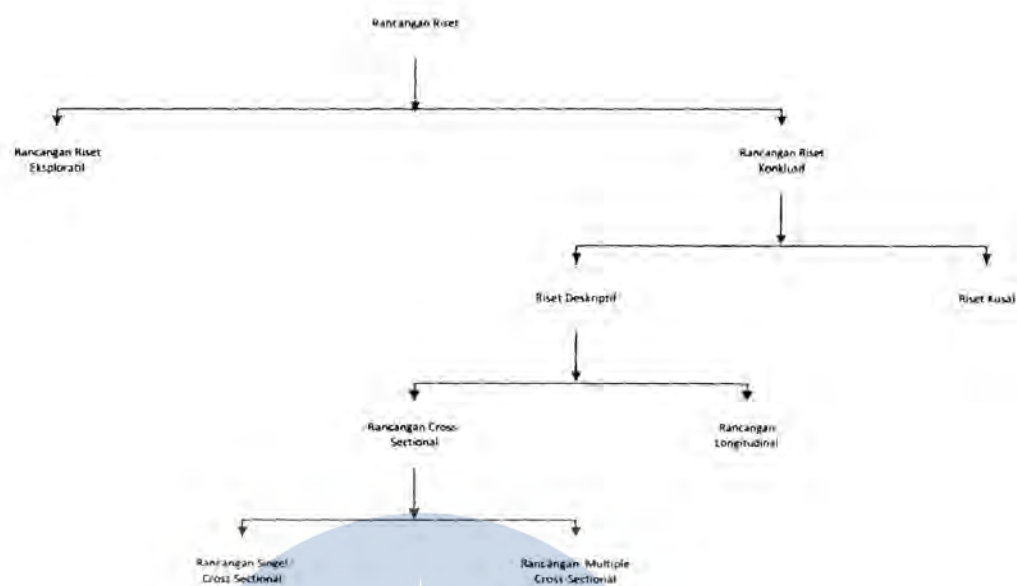 Rancangan Riset
Rancangan Riset
Eksploratif
Rancangan Riset
Konklusif
Riset Deskriptif
Riset Kusal
Rancangan Cross-
Sectional
Rancangan
Longitudinal
Rancangan Singel
Cross Sectional
Rancangan Multiple
Cross-Sectional